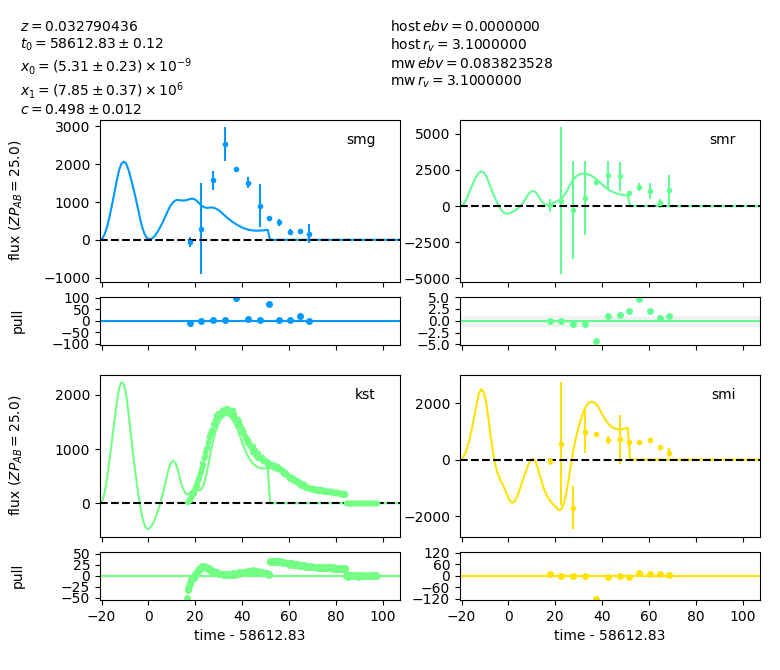 z = 0.032790436
t₀ = 58612.83 ± 0.12
x₀ = (5.31 ± 0.23) × 10⁻⁹
x₁ = (7.85 ± 0.37) × 10⁶
c = 0.498 ± 0.012
host ebv = 0.0000000
host r_v = 3.1000000
mw ebv = 0.083823528
mw r_v = 3.1000000
smg
3000
2000
1000
0
−1000
flux (ZP_AB = 25.0)
smr
5000
2500
0
−2500
−5000
100
50
0
−50
−100
pull
5.0
2.5
0.0
−2.5
−5.0
kst
2000
1000
0
flux (ZP_AB = 25.0)
smi
2000
0
−2000
50
25
0
−25
−50
pull
−20 0 20 40 60 80 100
time - 58612.83
120
60
0
−60
−120
−20 0 20 40 60 80 100
time - 58612.83